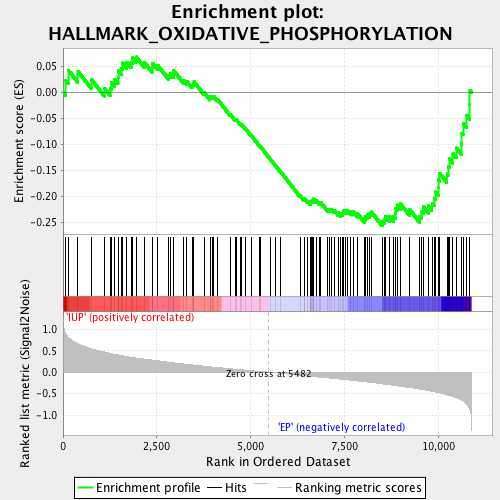 Enrichment plot:
HALLMARK_OXIDATIVE_PHOSPHORYLATION
Enrichment score (ES)
0.05
0.00
-0.05
-0.10
-0.15
-0.20
-0.25
Ranked list metric (Signal2Noise)
1.0
0.5
0.0
-0.5
-1.0
'IUP' (positively correlated)
Zero cross at 5482
'EP' (negatively correlated)
0
2,500
5,000
7,500
10,000
Rank in Ordered Dataset
Enrichment profile
Hits
Ranking metric scores